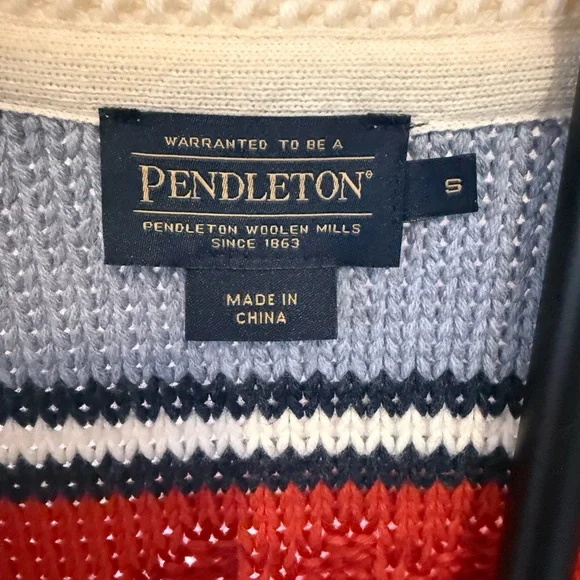 WARRANTED TO BE A
PENDLETON®
PENDLETON WOOLEN MILLS
SINCE 1863
S
MADE IN
CHINA